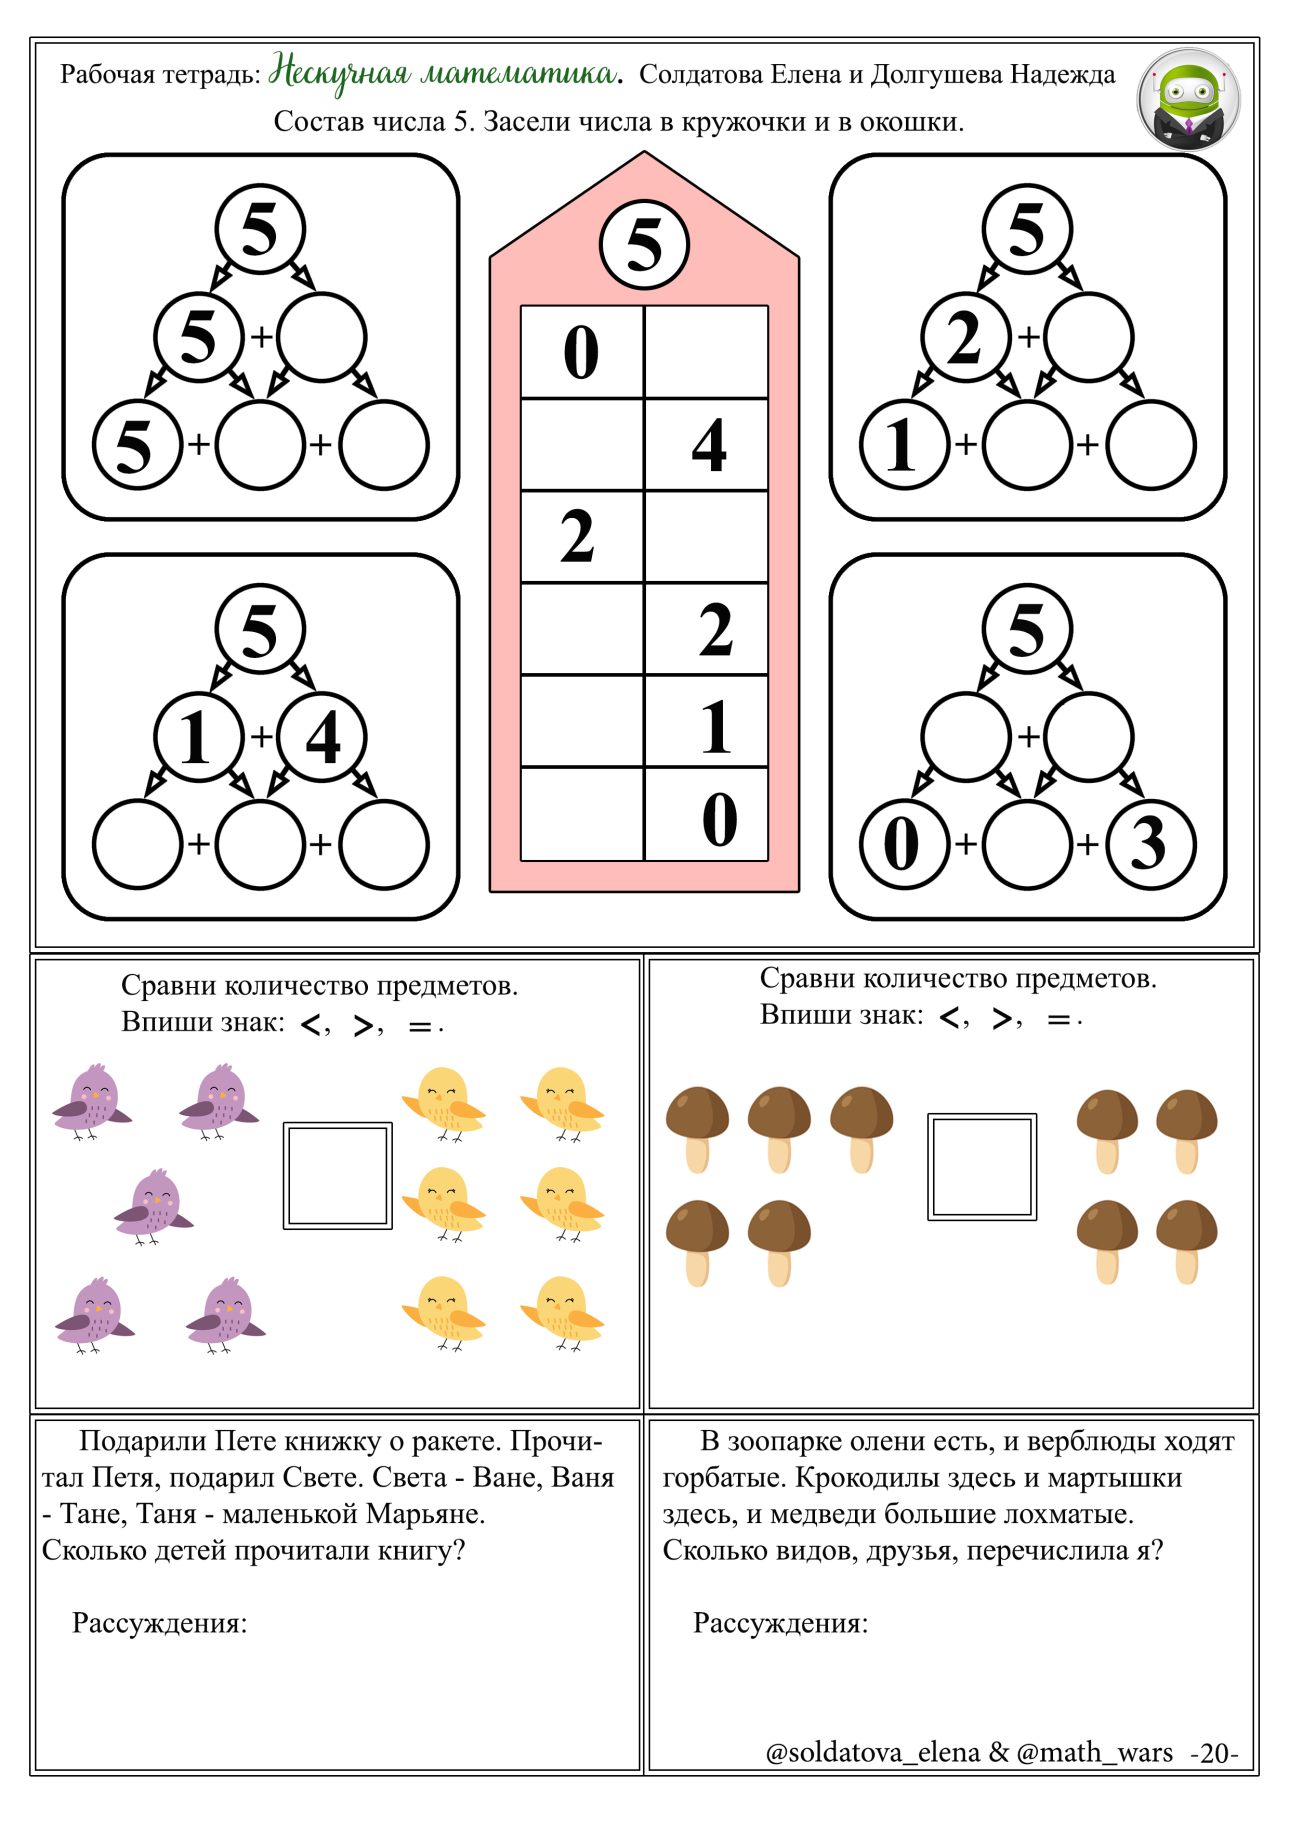 Рабочая тетрадь: Нескучная математика. Солдатова Елена и Долгушева Надежда
Состав числа 5. Засели числа в кружочки и в окошки.
5
5 +
5 + +
5
0
4
2
2
1
0
5
2 +
1 + +
5
1 + 4
+ +
5
+
0 + + 3
Сравни количество предметов.
Впиши знак: <, >, =.
Сравни количество предметов.
Впиши знак: <, >, =.
Подарили Пете книжку о ракете. Прочи-
тал Петя, подарил Свете. Света - Ване, Ваня
- Тане, Таня - маленькой Марьяне.
Сколько детей прочитали книгу?
Рассуждения:
В зоопарке олени есть, и верблюды ходят
горбатые. Крокодилы здесь и мартышки
здесь, и медведи большие лохматые.
Сколько видов, друзья, перечислила я?
Рассуждения:
@soldatova_elena & @math_wars -20-